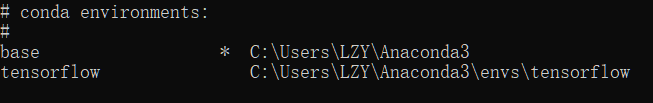 # conda environments:
#
base                  *  C:\Users\LZY\Anaconda3
tensorflow               C:\Users\LZY\Anaconda3\envs\tensorflow